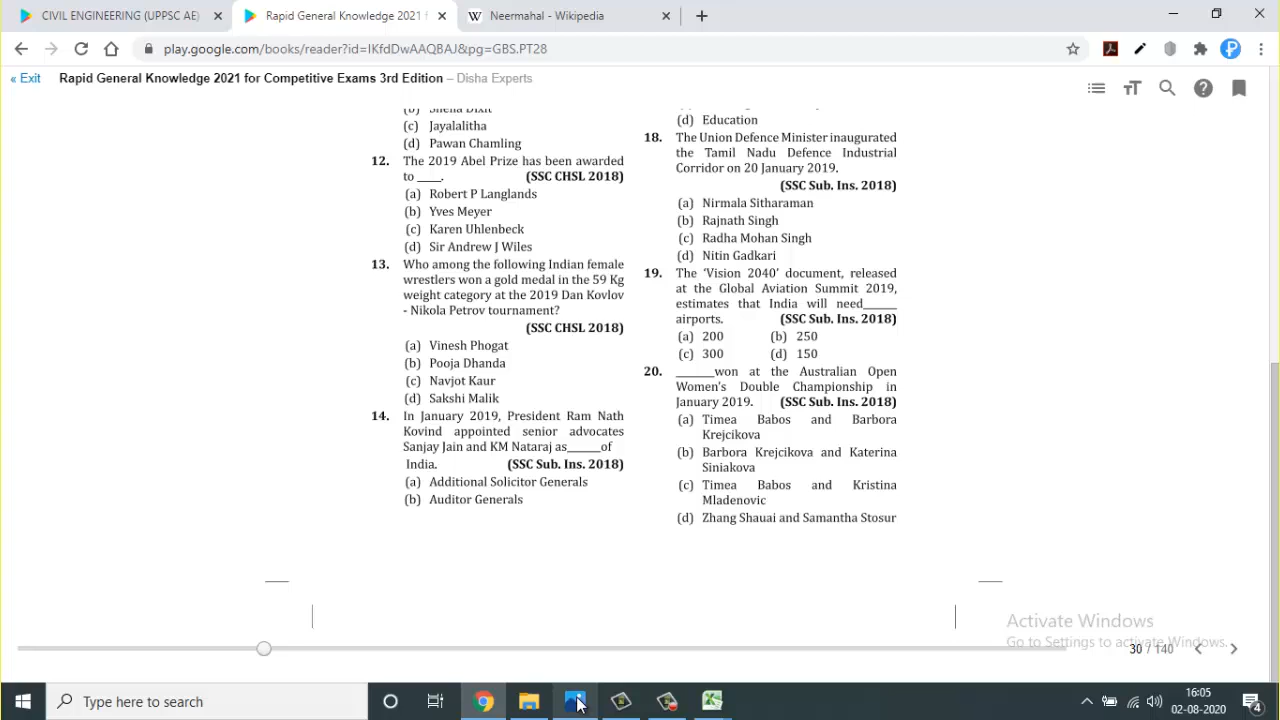 CIVIL ENGINEERING (UPPSC AE)
Rapid General Knowledge 2021 f
Neermahal - Wikipedia
play.google.com/books/reader?id=IKfdDwAAQBAJ&pg=GBS.PT28
« Exit
Rapid General Knowledge 2021 for Competitive Exams 3rd Edition – Disha Experts
(b) Sheila Dixit
(c) Jayalalitha
(d) Pawan Chamling
12. The 2019 Abel Prize has been awarded
to ____. (SSC CHSL 2018)
(a) Robert P Langlands
(b) Yves Meyer
(c) Karen Uhlenbeck
(d) Sir Andrew J Wiles
13. Who among the following Indian female
wrestlers won a gold medal in the 59 Kg
weight category at the 2019 Dan Kovlov
- Nikola Petrov tournament?
(SSC CHSL 2018)
(a) Vinesh Phogat
(b) Pooja Dhanda
(c) Navjot Kaur
(d) Sakshi Malik
14. In January 2019, President Ram Nath
Kovind appointed senior advocates
Sanjay Jain and KM Nataraj as______of
India. (SSC Sub. Ins. 2018)
(a) Additional Solicitor Generals
(b) Auditor Generals
(d) Education
18. The Union Defence Minister inaugurated
the Tamil Nadu Defence Industrial
Corridor on 20 January 2019.
(SSC Sub. Ins. 2018)
(a) Nirmala Sitharaman
(b) Rajnath Singh
(c) Radha Mohan Singh
(d) Nitin Gadkari
19. The ‘Vision 2040’ document, released
at the Global Aviation Summit 2019,
estimates that India will need______
airports. (SSC Sub. Ins. 2018)
(a) 200 (b) 250
(c) 300 (d) 150
20. _______won at the Australian Open
Women's Double Championship in
January 2019. (SSC Sub. Ins. 2018)
(a) Timea Babos and Barbora
Krejcikova
(b) Barbora Krejcikova and Katerina
Siniakova
(c) Timea Babos and Kristina
Mladenovic
(d) Zhang Shauai and Samantha Stosur
Activate Windows
Go to Settings to activate Windows.
30 / 140
Type here to search
16:05
02-08-2020
4